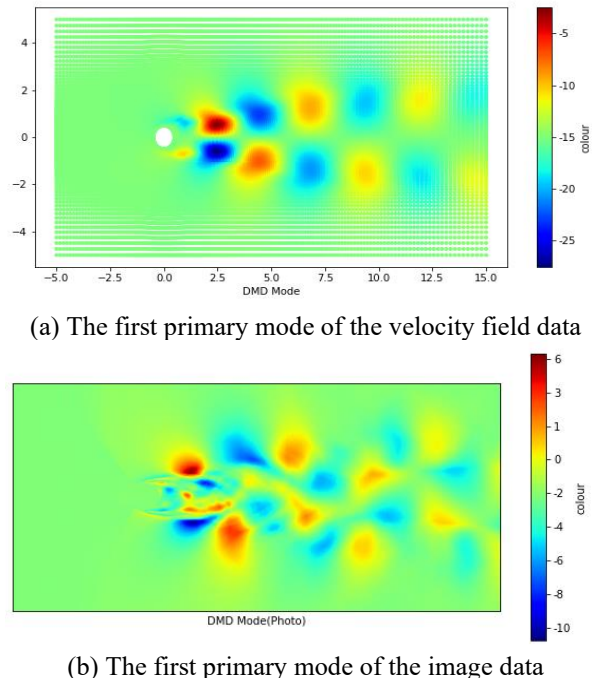 4
2
0
−2
−4
−5.0 −2.5 0.0 2.5 5.0 7.5 10.0 12.5 15.0
DMD Mode
-5
-10
-15
-20
-25
colour
(a) The first primary mode of the velocity field data
6
3
1
0
-2
-4
-6
-8
-10
colour
DMD Mode(Photo)
(b) The first primary mode of the image data